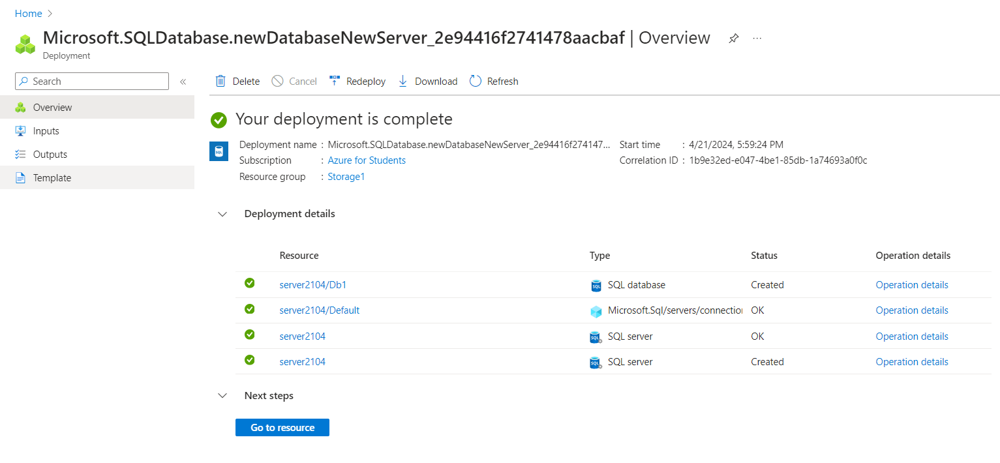 Home
Microsoft.SQLDatabase.newDatabaseNewServer_2e94416f2741478aacbaf | Overview
Deployment
Search
Delete
Cancel
Redeploy
Download
Refresh
Overview
Inputs
Outputs
Template
Your deployment is complete
Deployment name : Microsoft.SQLDatabase.newDatabaseNewServer_2e94416f274147...
Subscription : Azure for Students
Resource group : Storage1
Start time : 4/21/2024, 5:59:24 PM
Correlation ID : 1b9e32ed-e047-4be1-85db-1a74693a0f0c
Deployment details
Resource Type Status Operation details
server2104/Db1 SQL database Created Operation details
server2104/Default Microsoft.Sql/servers/connection OK Operation details
server2104 SQL server OK Operation details
server2104 SQL server Created Operation details
Next steps
Go to resource